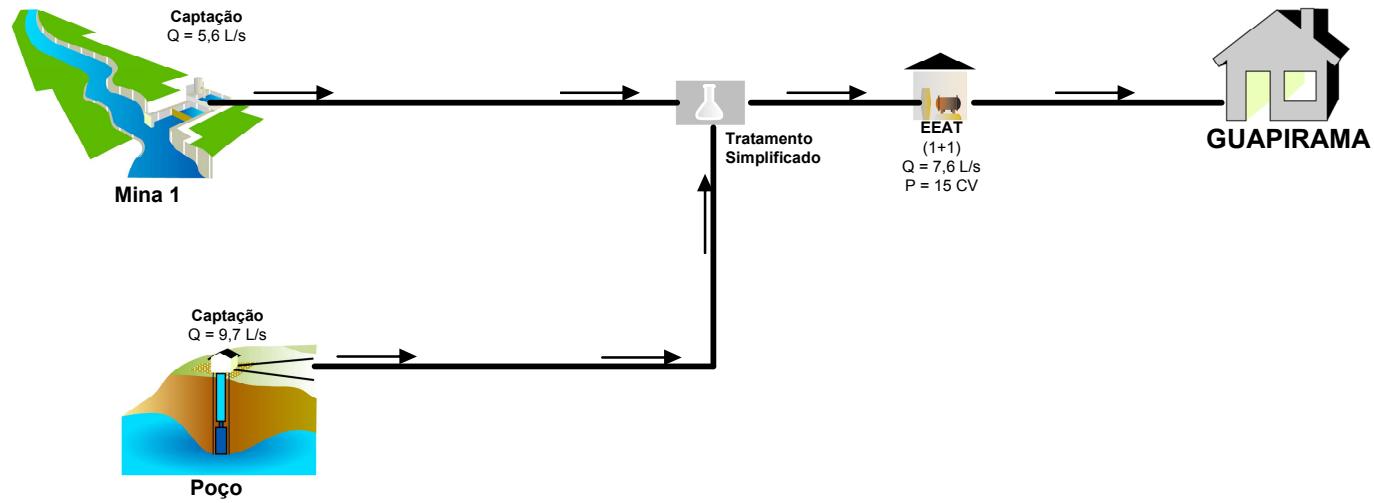 Captação
Q = 5,6 L/s
Mina 1
Tratamento
Simplificado
EEAT
(1+1)
Q = 7,6 L/s
P = 15 CV
GUAPIRAMA
Captação
Q = 9,7 L/s
Poço